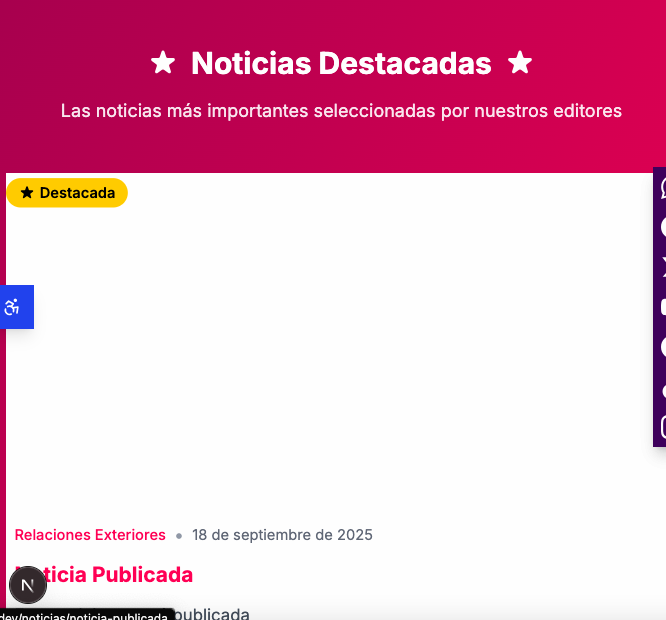 Noticias Destacadas
Las noticias más importantes seleccionadas por nuestros editores
Destacada
Relaciones Exteriores • 18 de septiembre de 2025
ticia Publicada
N
publicada
dev/noticias/noticia-publicada